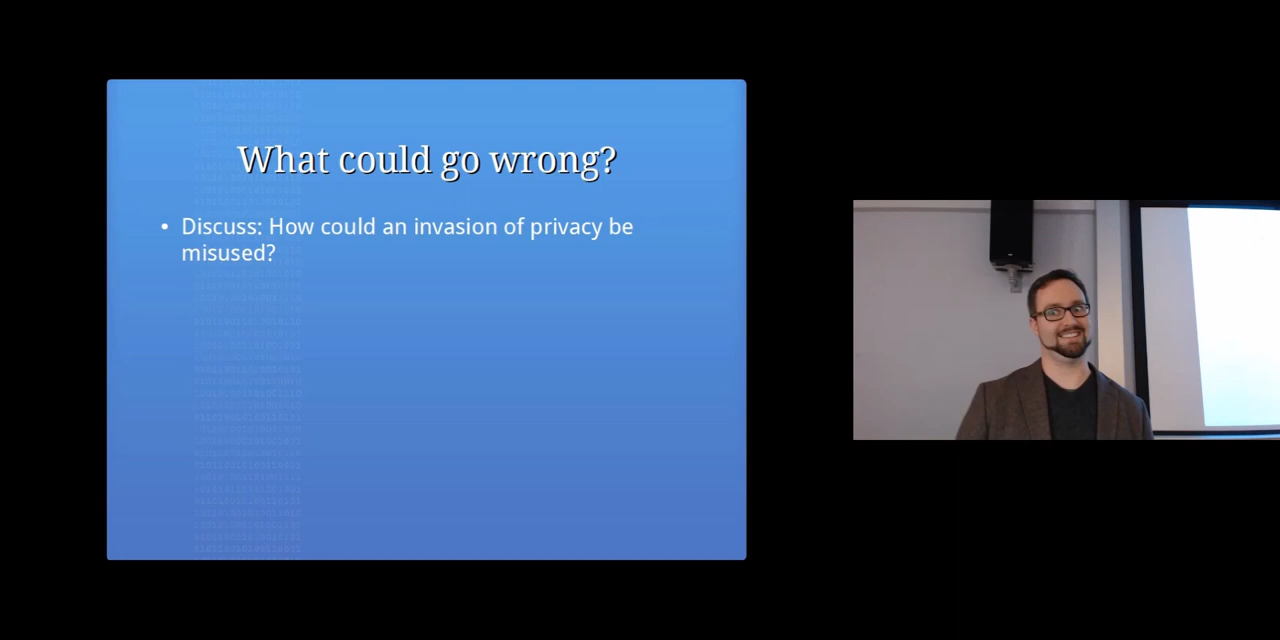 What could go wrong?
• Discuss: How could an invasion of privacy be
misused?